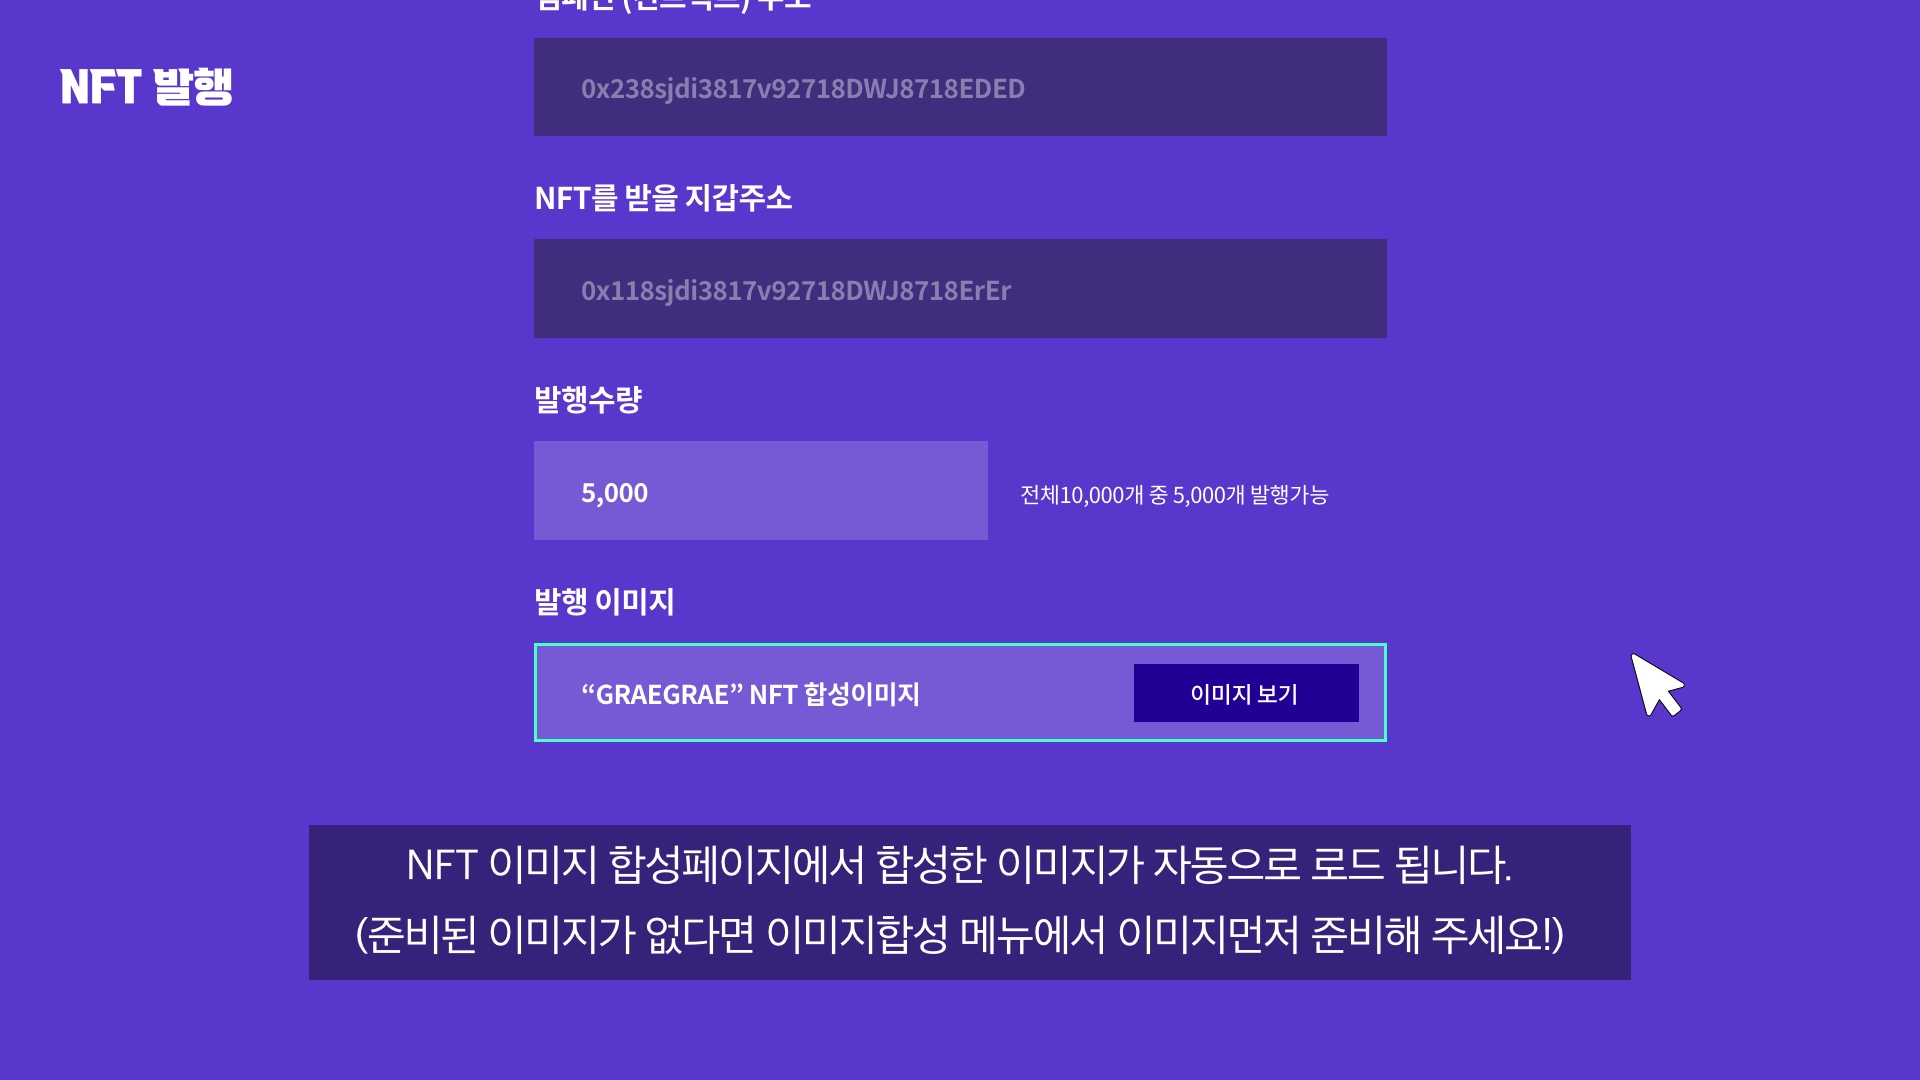 NFT 발행
0x238sjdi3817v92718DWJ8718EDED
NFT를 받을 지갑주소
0x118sjdi3817v92718DWJ8718ErEr
발행수량
5,000
전체10,000개 중 5,000개 발행가능
발행 이미지
“GRAEGRAE” NFT 합성이미지
이미지 보기
NFT 이미지 합성페이지에서 합성한 이미지가 자동으로 로드 됩니다.
(준비된 이미지가 없다면 이미지합성 메뉴에서 이미지먼저 준비해 주세요!)